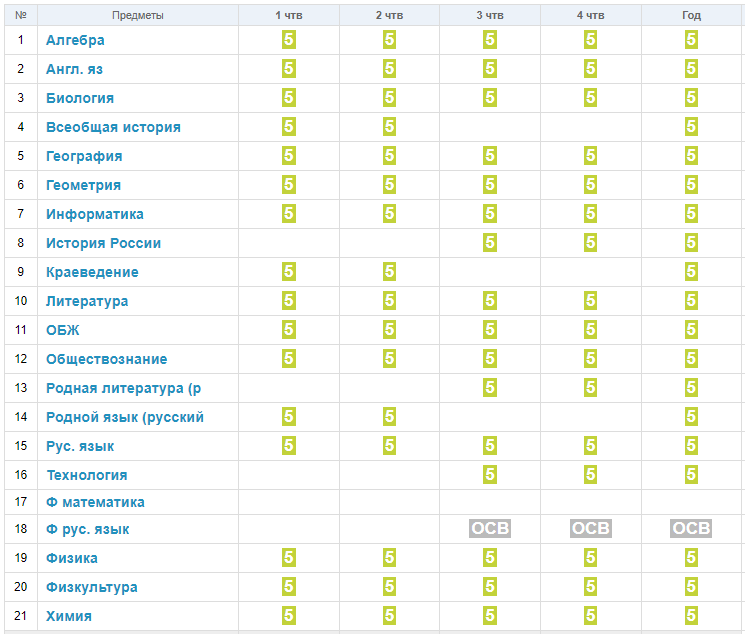 № Предметы 1 чтв 2 чтв 3 чтв 4 чтв Год
1 Алгебра 5 5 5 5 5
2 Англ. яз 5 5 5 5 5
3 Биология 5 5 5 5 5
4 Всеобщая история 5 5 5
5 География 5 5 5 5 5
6 Геометрия 5 5 5 5 5
7 Информатика 5 5 5 5 5
8 История России 5 5 5
9 Краеведение 5 5 5
10 Литература 5 5 5 5 5
11 ОБЖ 5 5 5 5 5
12 Обществознание 5 5 5 5 5
13 Родная литература (р 5 5 5
14 Родной язык (русский 5 5 5
15 Рус. язык 5 5 5 5 5
16 Технология 5 5 5
17 Ф математика
18 Ф рус. язык ОСВ ОСВ ОСВ
19 Физика 5 5 5 5 5
20 Физкультура 5 5 5 5 5
21 Химия 5 5 5 5 5